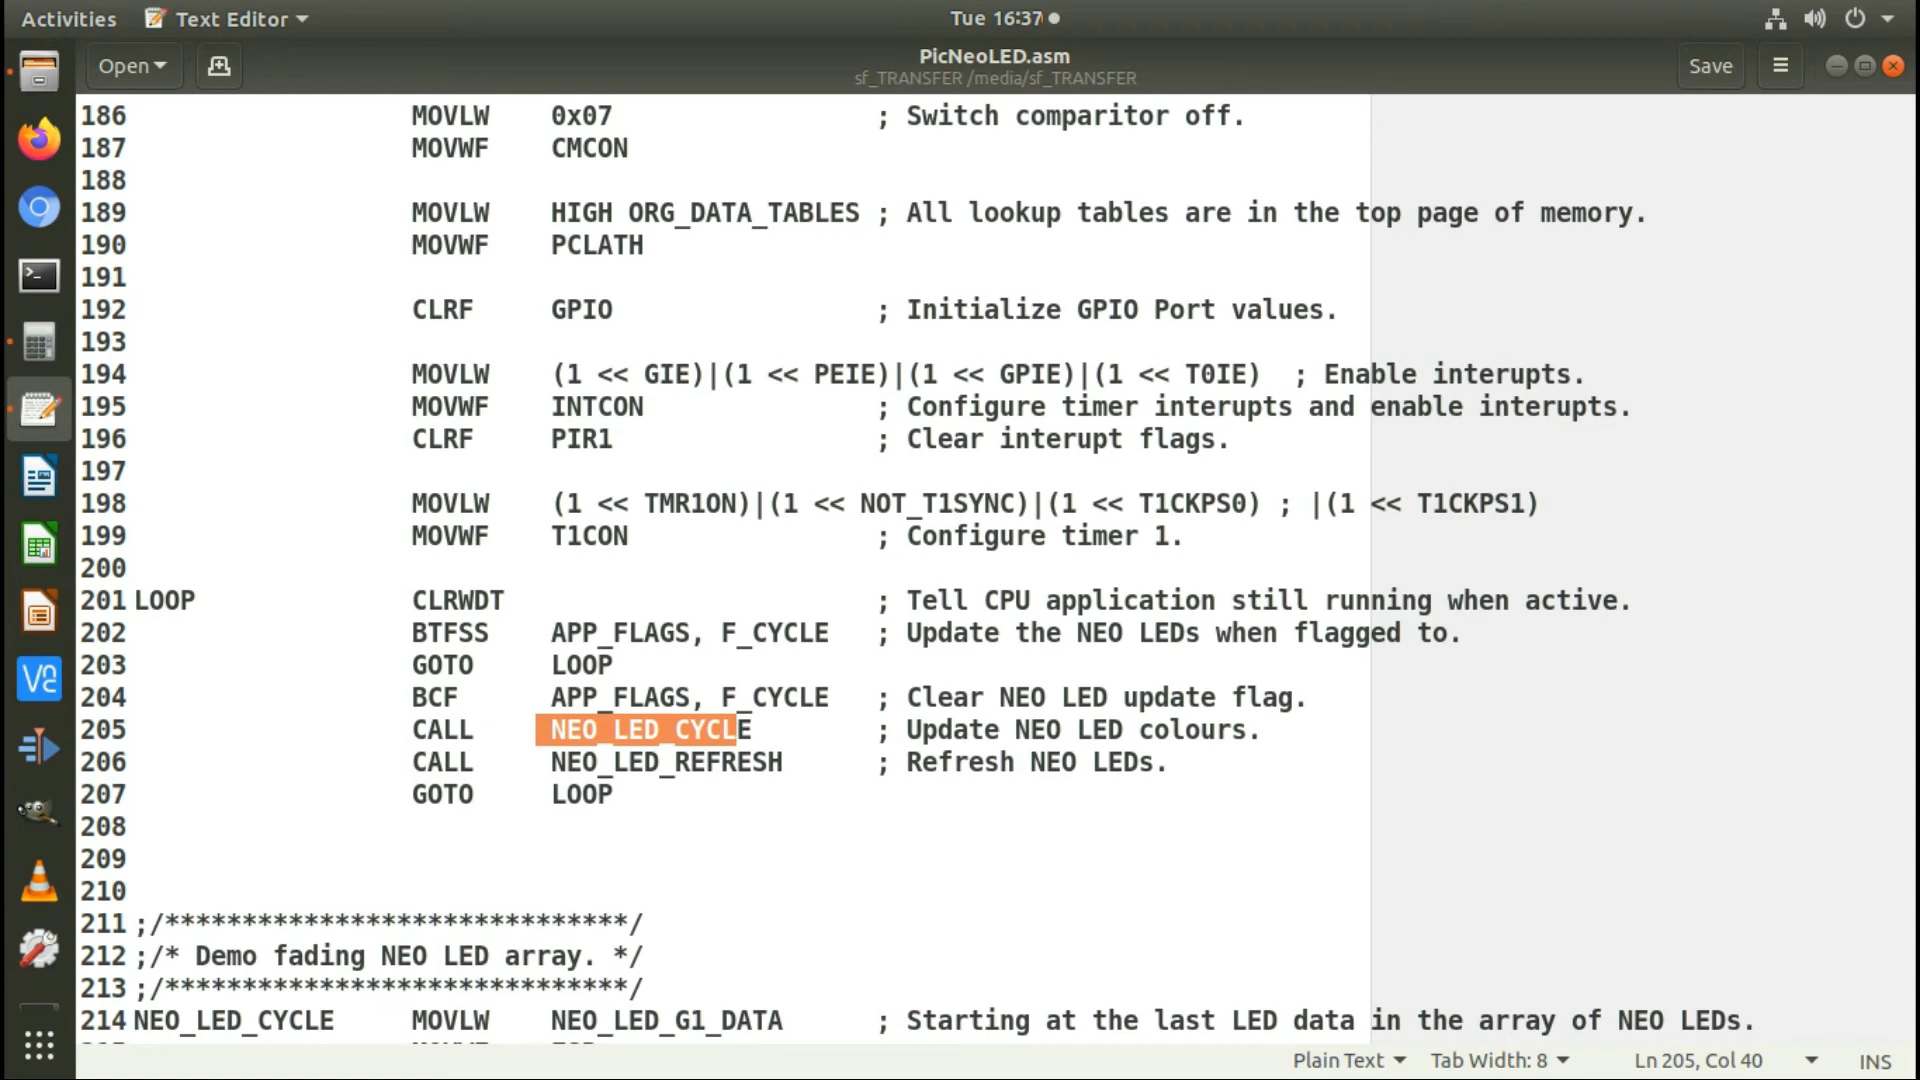 Activities Text Editor Tue 16:37
Open PicNeoLED.asm Save
sf_TRANSFER /media/sf_TRANSFER
186 MOVLW 0x07 ; Switch comparitor off.
187 MOVWF CMCON
188
189 MOVLW HIGH ORG_DATA_TABLES ; All lookup tables are in the top page of memory.
190 MOVWF PCLATH
191
192 CLRF GPIO ; Initialize GPIO Port values.
193
194 MOVLW (1 << GIE)|(1 << PEIE)|(1 << GPIE)|(1 << T0IE) ; Enable interupts.
195 MOVWF INTCON ; Configure timer interupts and enable interupts.
196 CLRF PIR1 ; Clear interupt flags.
197
198 MOVLW (1 << TMR1ON)|(1 << NOT_T1SYNC)|(1 << T1CKPS0) ; |(1 << T1CKPS1)
199 MOVWF T1CON ; Configure timer 1.
200
201 LOOP CLRWDT ; Tell CPU application still running when active.
202 BTFSS APP_FLAGS, F_CYCLE ; Update the NEO LEDs when flagged to.
203 GOTO LOOP
204 BCF APP_FLAGS, F_CYCLE ; Clear NEO LED update flag.
205 CALL NEO_LED_CYCLE ; Update NEO LED colours.
206 CALL NEO_LED_REFRESH ; Refresh NEO LEDs.
207 GOTO LOOP
208
209
210
211 ;/******************************/
212 ;/* Demo fading NEO LED array. */
213 ;/******************************/
214 NEO_LED_CYCLE MOVLW NEO_LED_G1_DATA ; Starting at the last LED data in the array of NEO LEDs.
Plain Text Tab Width: 8 Ln 205, Col 40 INS